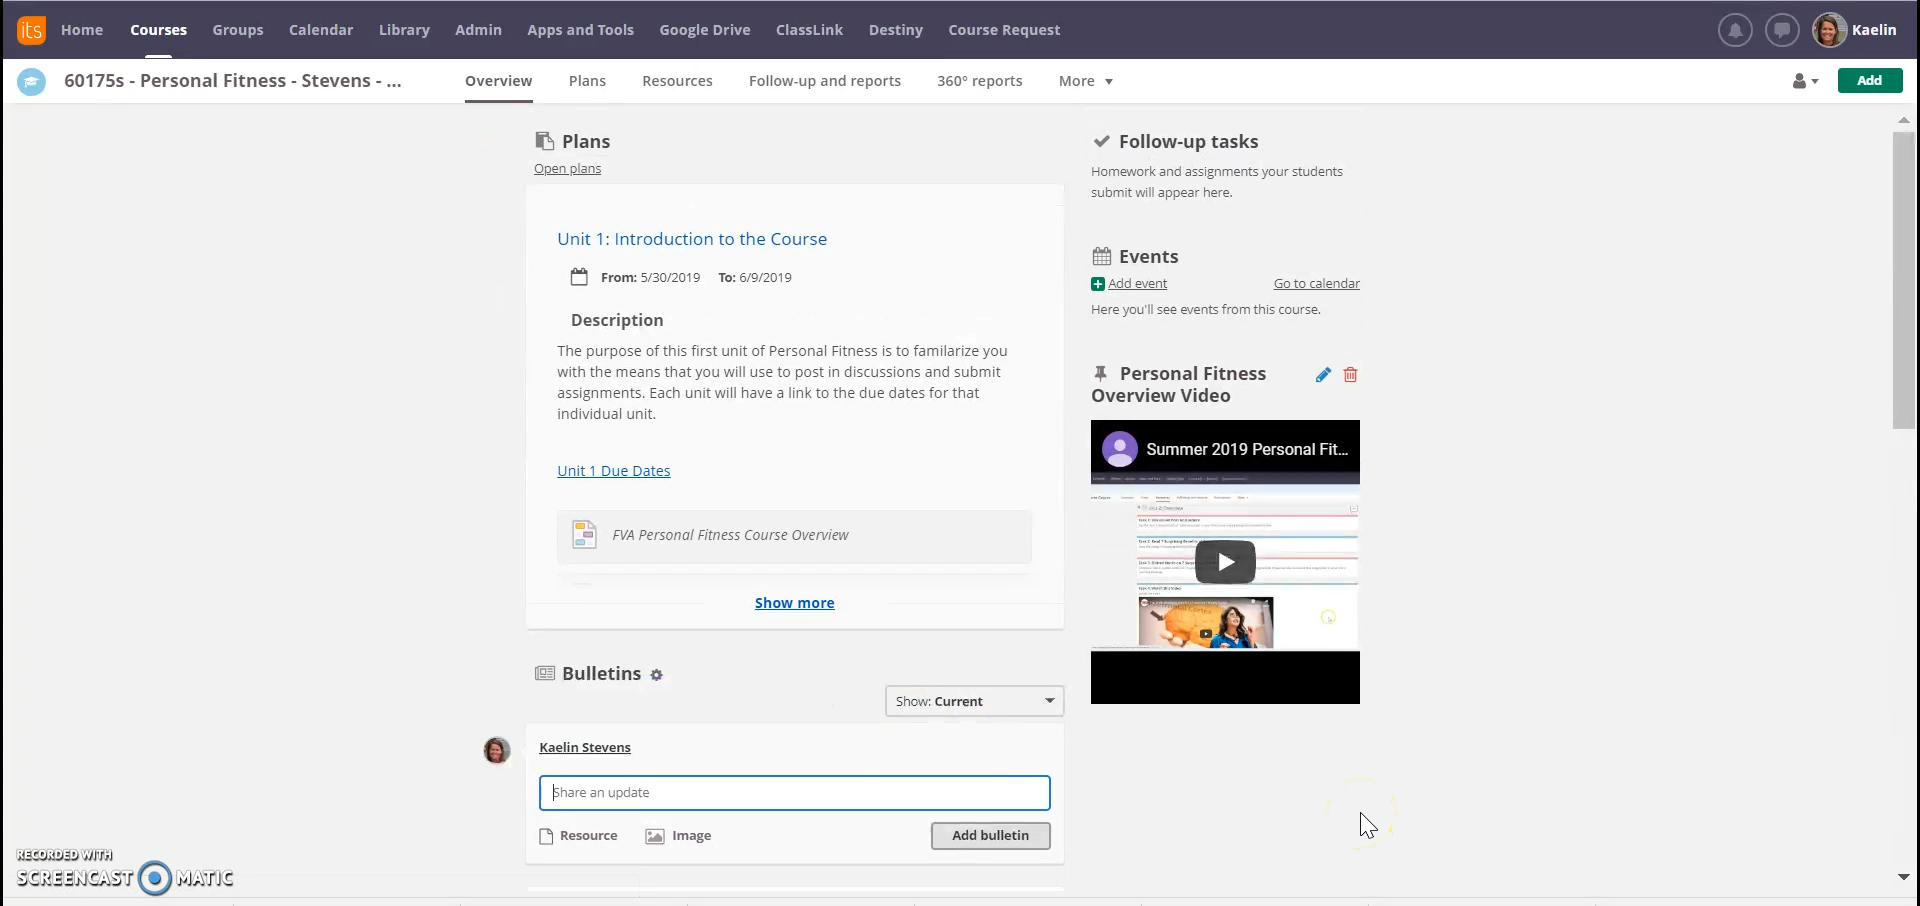 its Home Courses Groups Calendar Library Admin Apps and Tools Google Drive ClassLink Destiny Course Request Kaelin
60175s - Personal Fitness - Stevens - ... Overview Plans Resources Follow-up and reports 360° reports More Add
Plans
Open plans
Unit 1: Introduction to the Course
From: 5/30/2019 To: 6/9/2019
Description
The purpose of this first unit of Personal Fitness is to familarize you
with the means that you will use to post in discussions and submit
assignments. Each unit will have a link to the due dates for that
individual unit.
Unit 1 Due Dates
FVA Personal Fitness Course Overview
Show more
Bulletins
Show: Current
Kaelin Stevens
Share an update
Resource Image Add bulletin
Follow-up tasks
Homework and assignments your students
submit will appear here.
Events
Add event Go to calendar
Here you'll see events from this course.
Personal Fitness
Overview Video
Summer 2019 Personal Fit...
RECORDED WITH
SCREENCAST MATIC